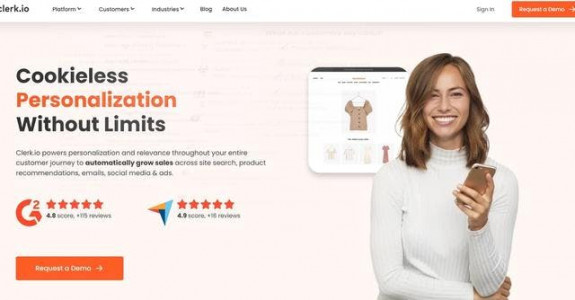 clerk.io Platform Customers Industries Blog About Us Sign In Request a Demo →
Cookieless
Personalization
Without Limits
Clerk.io powers personalization and relevance throughout your entire
customer journey to automatically grow sales across site search, product
recommendations, emails, social media & ads.
G2
4.8 score, +115 reviews
4.9 score, +16 reviews
Request a Demo →